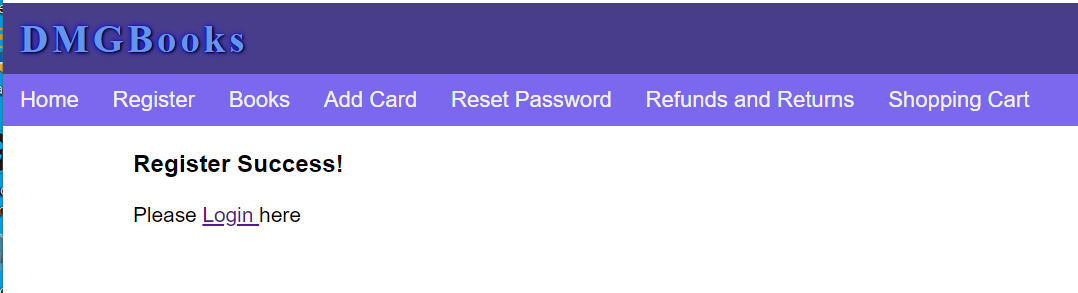 DMGBooks
Home Register Books Add Card Reset Password Refunds and Returns Shopping Cart
Register Success!
Please Login here